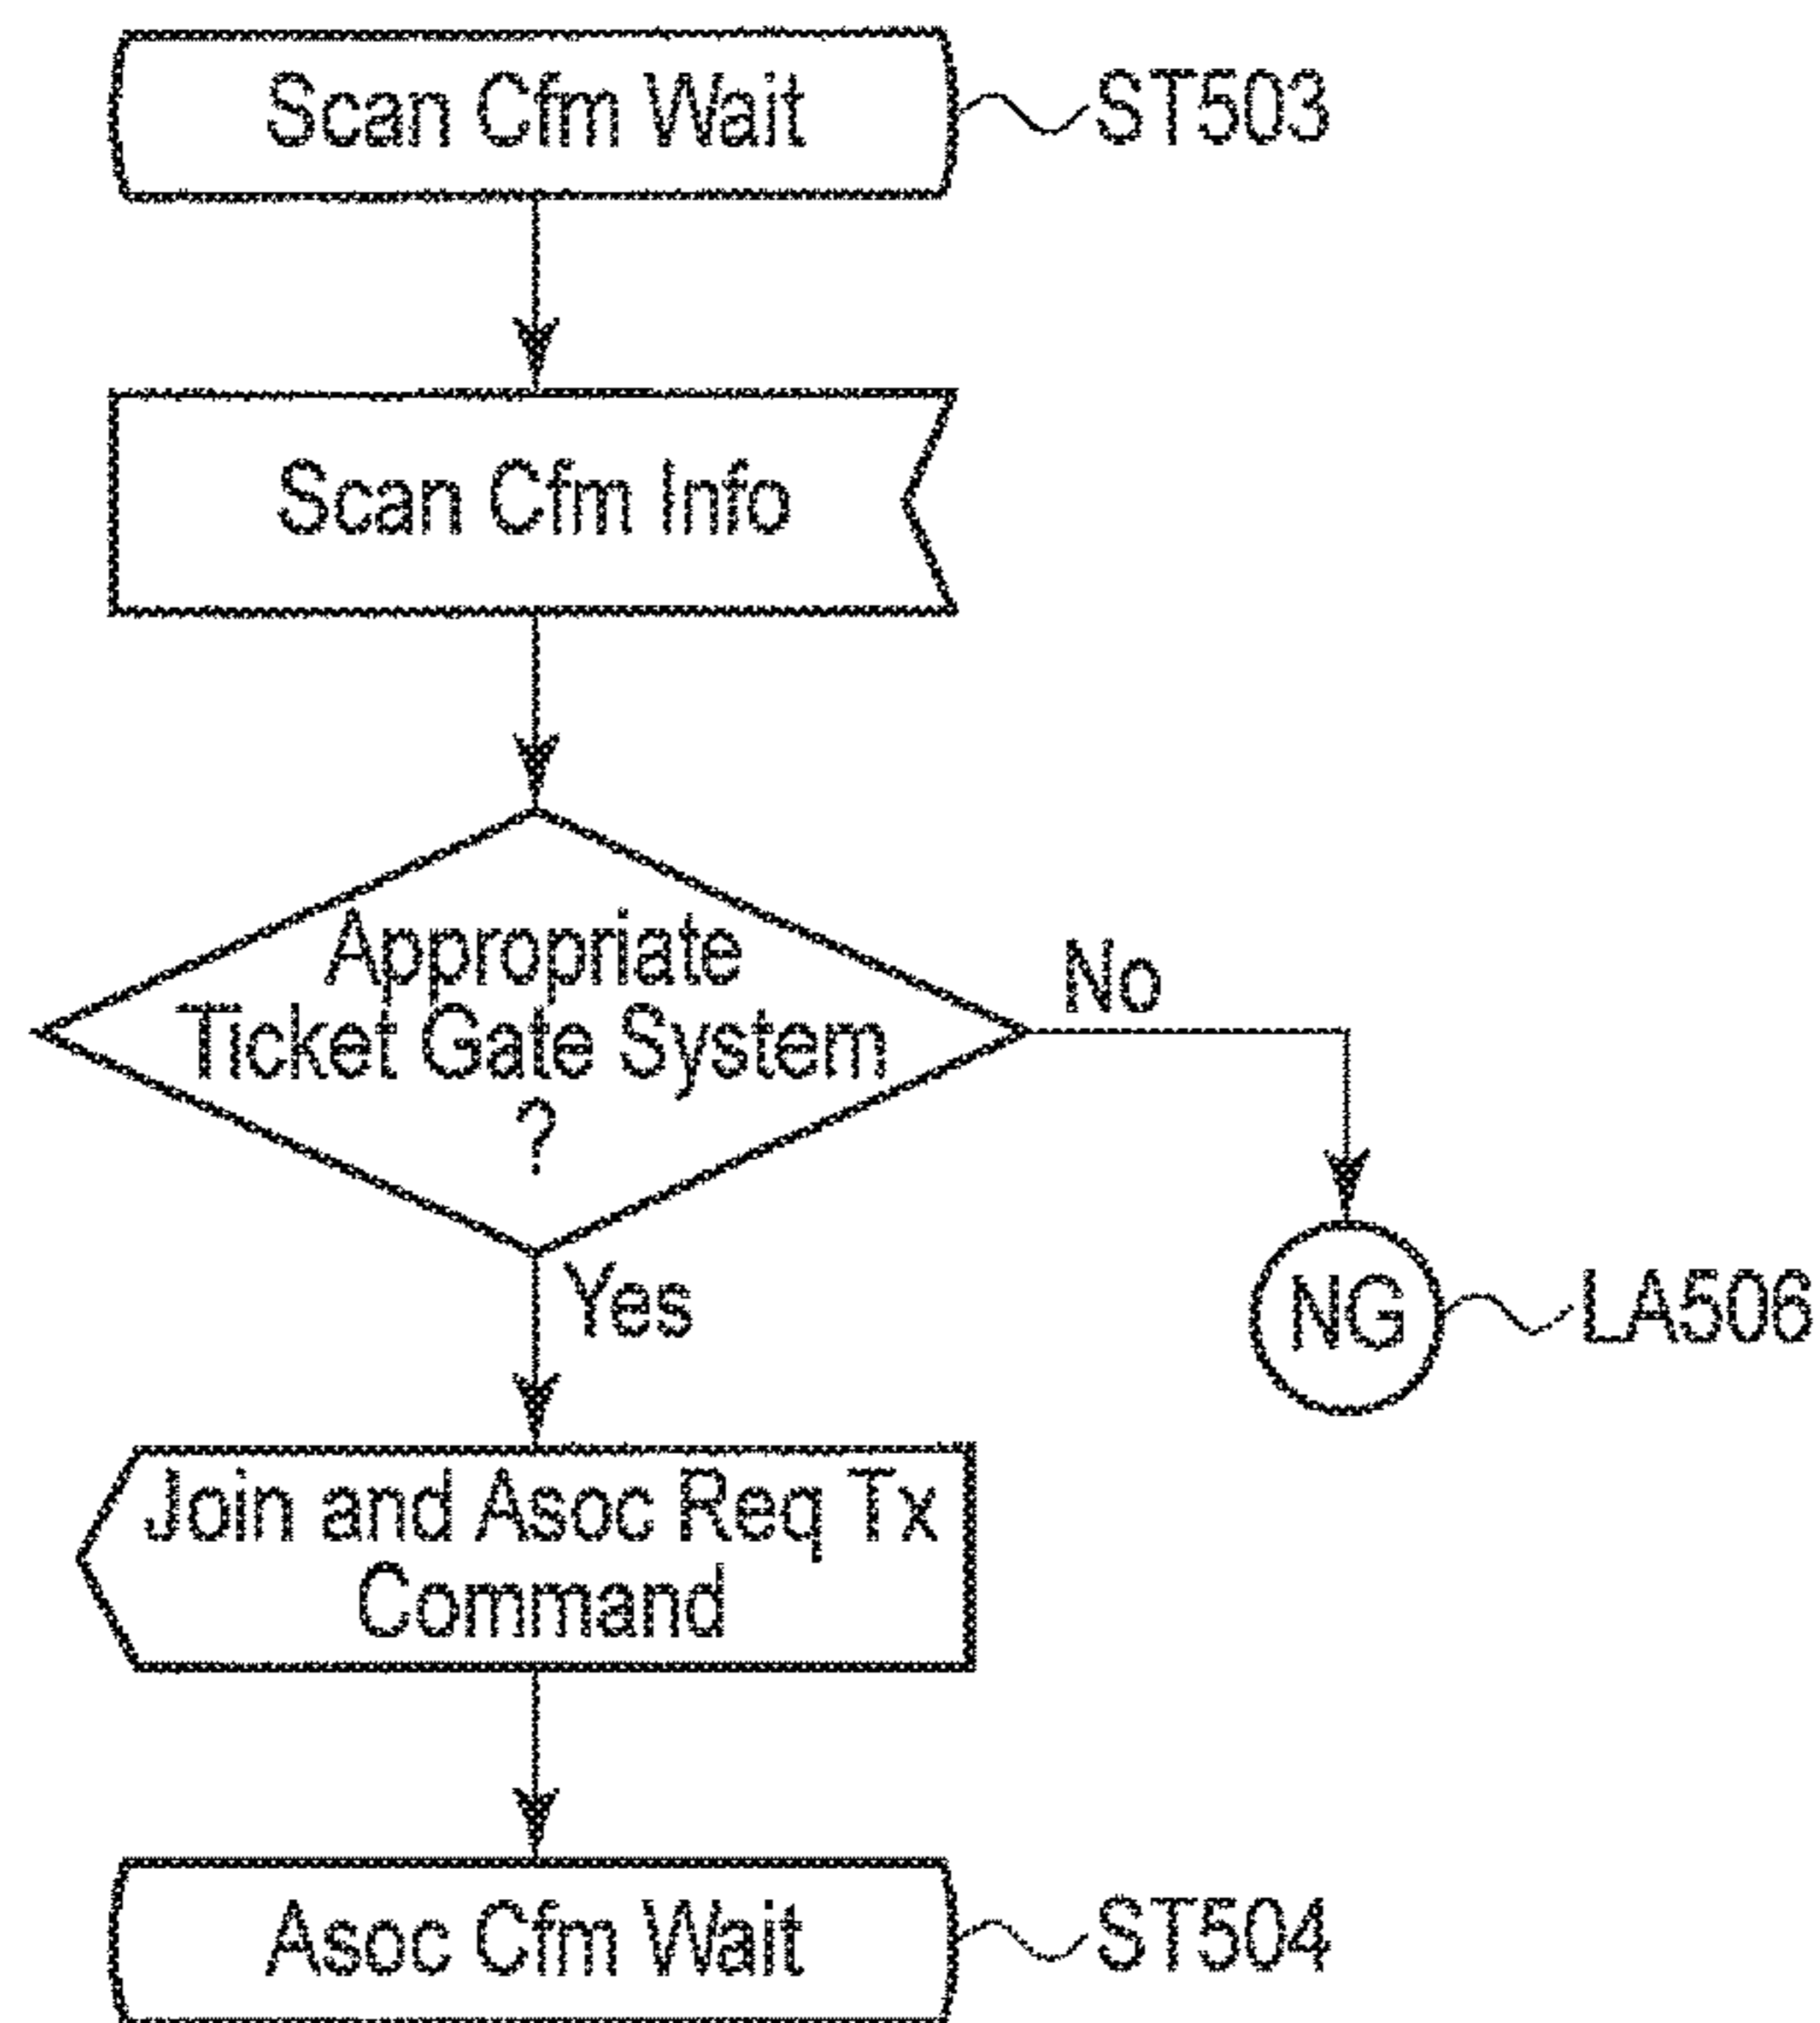 Scan Cfm Wait
ST503
Scan Cfm Info
Appropriate
Ticket Gate System
?
No
Yes
NG
LA506
Join and Asoc Req Tx
Command
Asoc Cfm Wait
ST504